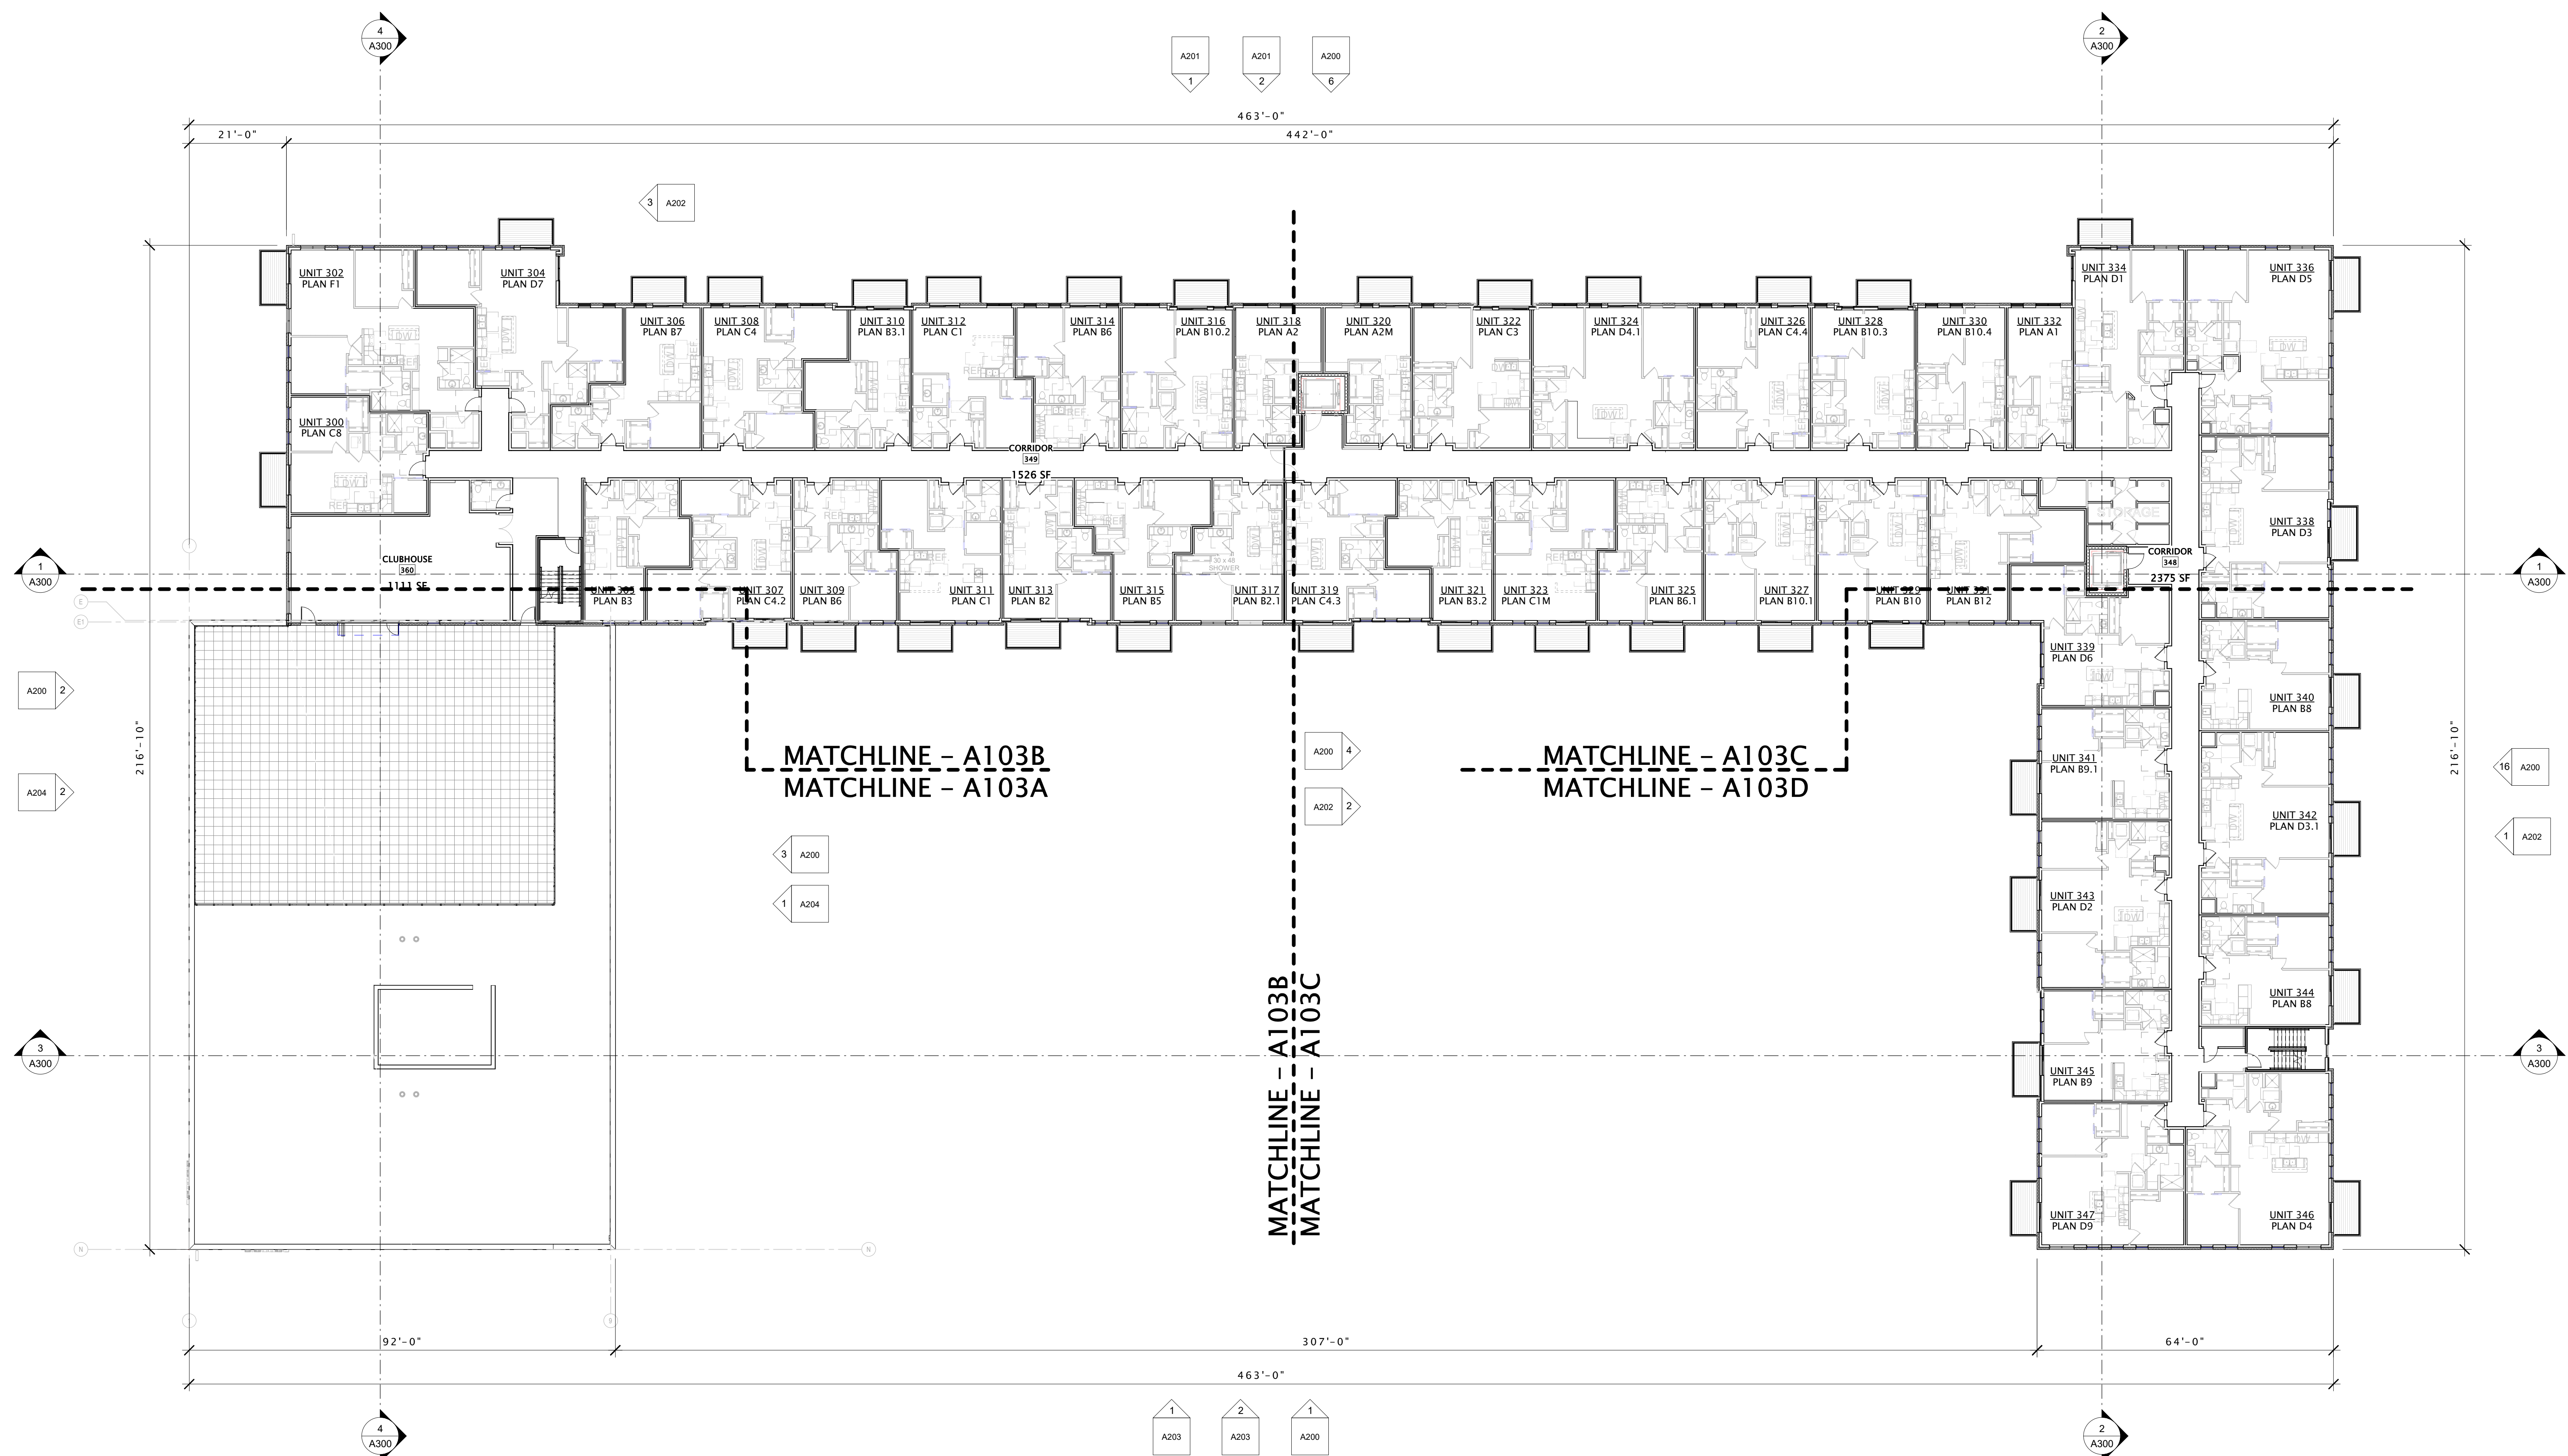 4
A300
2
A300
A201
1
A201
2
A200
6
463'-0"
21'-0"
442'-0"
3
A202
UNIT 302
PLAN F1
UNIT 304
PLAN D7
UNIT 334
PLAN D1
UNIT 336
PLAN D5
UNIT 306
PLAN B7
UNIT 308
PLAN C4
UNIT 310
PLAN B3.1
UNIT 312
PLAN C1
UNIT 314
PLAN B6
UNIT 316
PLAN B10.2
UNIT 318
PLAN A2
UNIT 320
PLAN A2M
UNIT 322
PLAN C3
UNIT 324
PLAN D4.1
UNIT 326
PLAN C4.4
UNIT 328
PLAN B10.3
UNIT 330
PLAN B10.4
UNIT 332
PLAN A1
UNIT 300
PLAN C8
CORRIDOR
349
1526 SF
STORAGE
UNIT 338
PLAN D3
CLUBHOUSE
360
1111 SF
CORRIDOR
348
2375 SF
1
A300
1
A300
30 x 48
SHOWER
PLAN B3
UNIT 307
PLAN C4.2
UNIT 309
PLAN B6
UNIT 311
PLAN C1
UNIT 313
PLAN B2
UNIT 315
PLAN B5
UNIT 317
PLAN B2.1
UNIT 319
PLAN C4.3
UNIT 321
PLAN B3.2
UNIT 323
PLAN C1M
UNIT 325
PLAN B6.1
UNIT 327
PLAN B10.1
UNIT 329
PLAN B10
PLAN B12
E
E1
UNIT 339
PLAN D6
UNIT 340
PLAN B8
A200
2
A204
2
216'-10"
216'-10"
MATCHLINE - A103B
MATCHLINE - A103A
A200
4
A202
2
MATCHLINE - A103C
MATCHLINE - A103D
UNIT 341
PLAN B9.1
16
A200
1
A202
UNIT 342
PLAN D3.1
3
A200
1
A204
UNIT 343
PLAN D2
UNIT 344
PLAN B8
MATCHLINE - A103B
MATCHLINE - A103C
3
A300
3
A300
UNIT 345
PLAN B9
UNIT 347
PLAN D9
UNIT 346
PLAN D4
N
N
92'-0"
307'-0"
64'-0"
463'-0"
4
A300
1
A203
2
A203
1
A200
2
A300